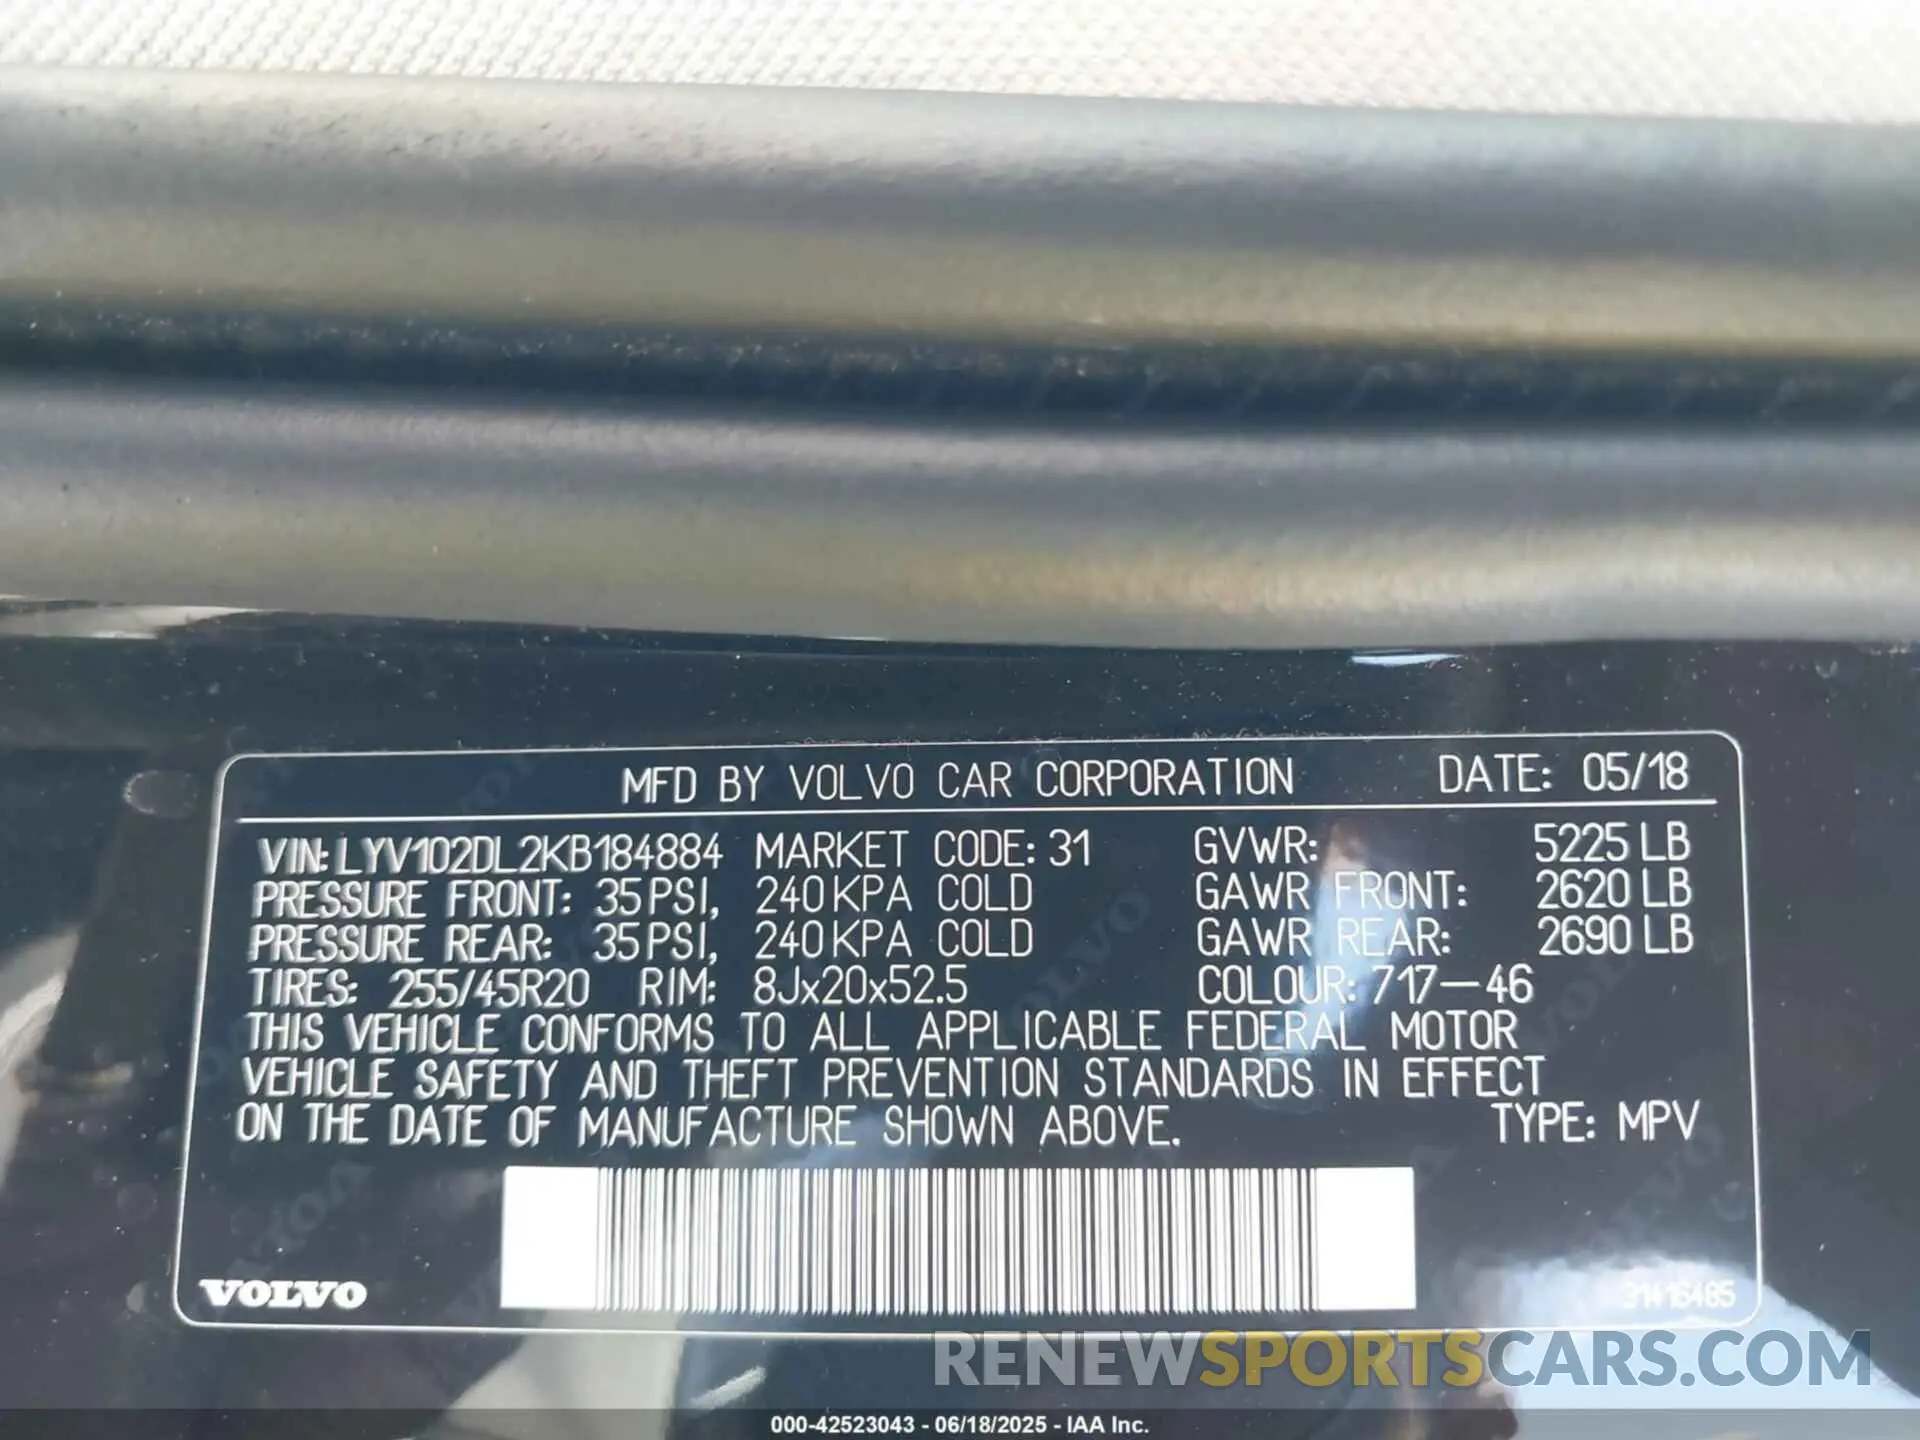 MFD BY VOLVO CAR CORPORATION DATE: 05/18
VIN: LYV102DL2KB184884 MARKET CODE: 31 GVWR: 5225 LB
PRESSURE FRONT: 35 PSI, 240 KPA COLD GAWR FRONT: 2620 LB
PRESSURE REAR: 35 PSI, 240 KPA COLD GAWR REAR: 2690 LB
TIRES: 255/45R20 RIM: 8Jx20x52.5 COLOUR: 717-46
THIS VEHICLE CONFORMS TO ALL APPLICABLE FEDERAL MOTOR
VEHICLE SAFETY AND THEFT PREVENTION STANDARDS IN EFFECT
ON THE DATE OF MANUFACTURE SHOWN ABOVE. TYPE: MPV
VOLVO 31416485
RENEWSPORTSCARS.COM
000-42523043 - 06/18/2025 - IAA Inc.